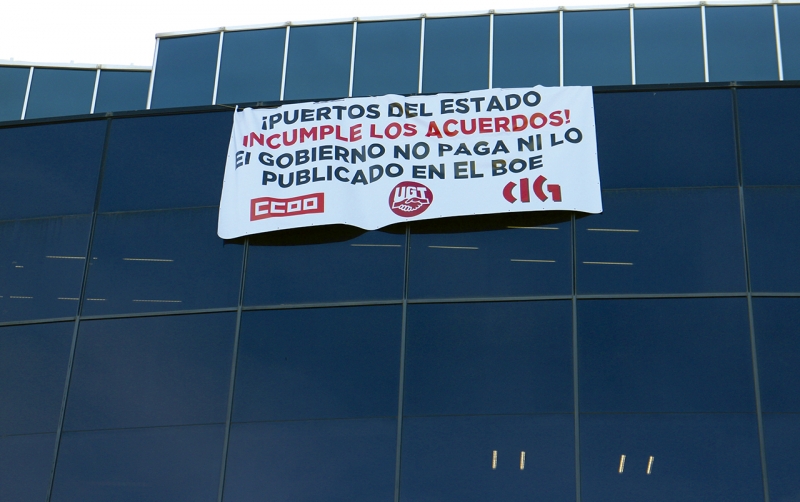 ¡PUERTOS DEL ESTADO
INCUMPLE LOS ACUERDOS!
El GOBIERNO NO PAGA NI LO
PUBLICADO EN EL BOE
CCOO UGT CIG